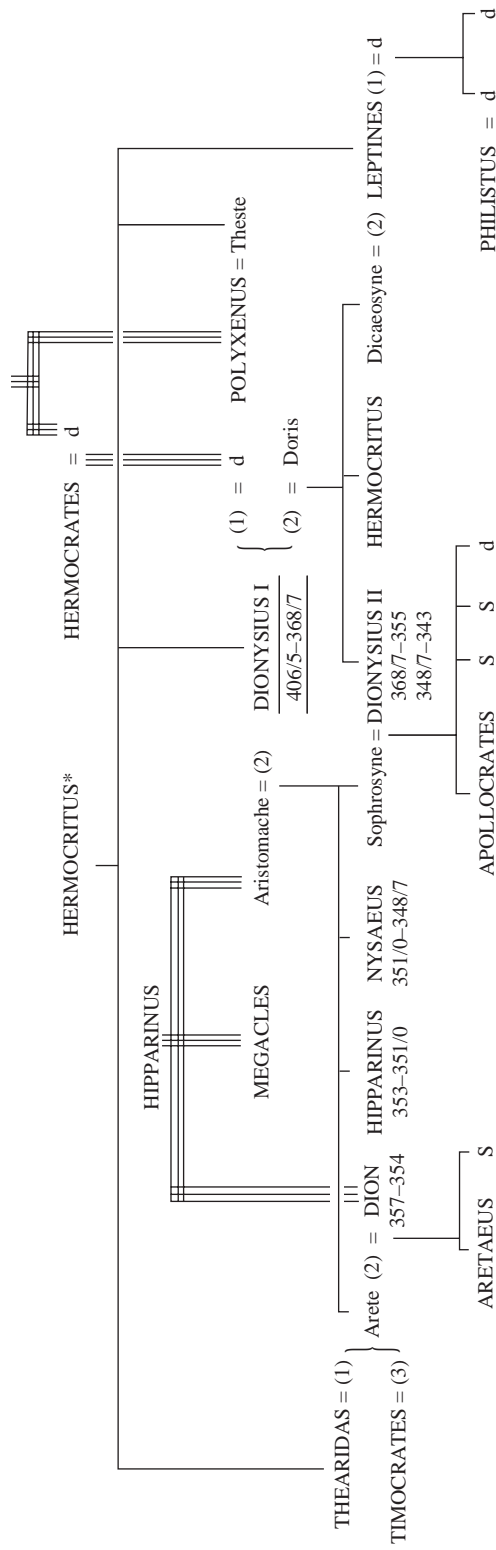 HERMOCRITUS*
HERMOCRATES = d
HIPPARINUS
MEGACLES
Aristomache = (2)
DIONYSIUS I
406/5–368/7
(1) = d
(2) = Doris
POLYXENUS = Theste
THEARIDAS = (1)
TIMOCRATES = (3)
Arete (2) = DION
357–354
HIPPARINUS
353–351/0
NYSAEUS
351/0–348/7
Sophrosyne = DIONYSIUS II
368/7–355
348/7–343
HERMOCRITUS
Dicaeosyne = (2) LEPTINES (1) = d
ARETAEUS S
APOLLOCRATES S S d
PHILISTUS = d d